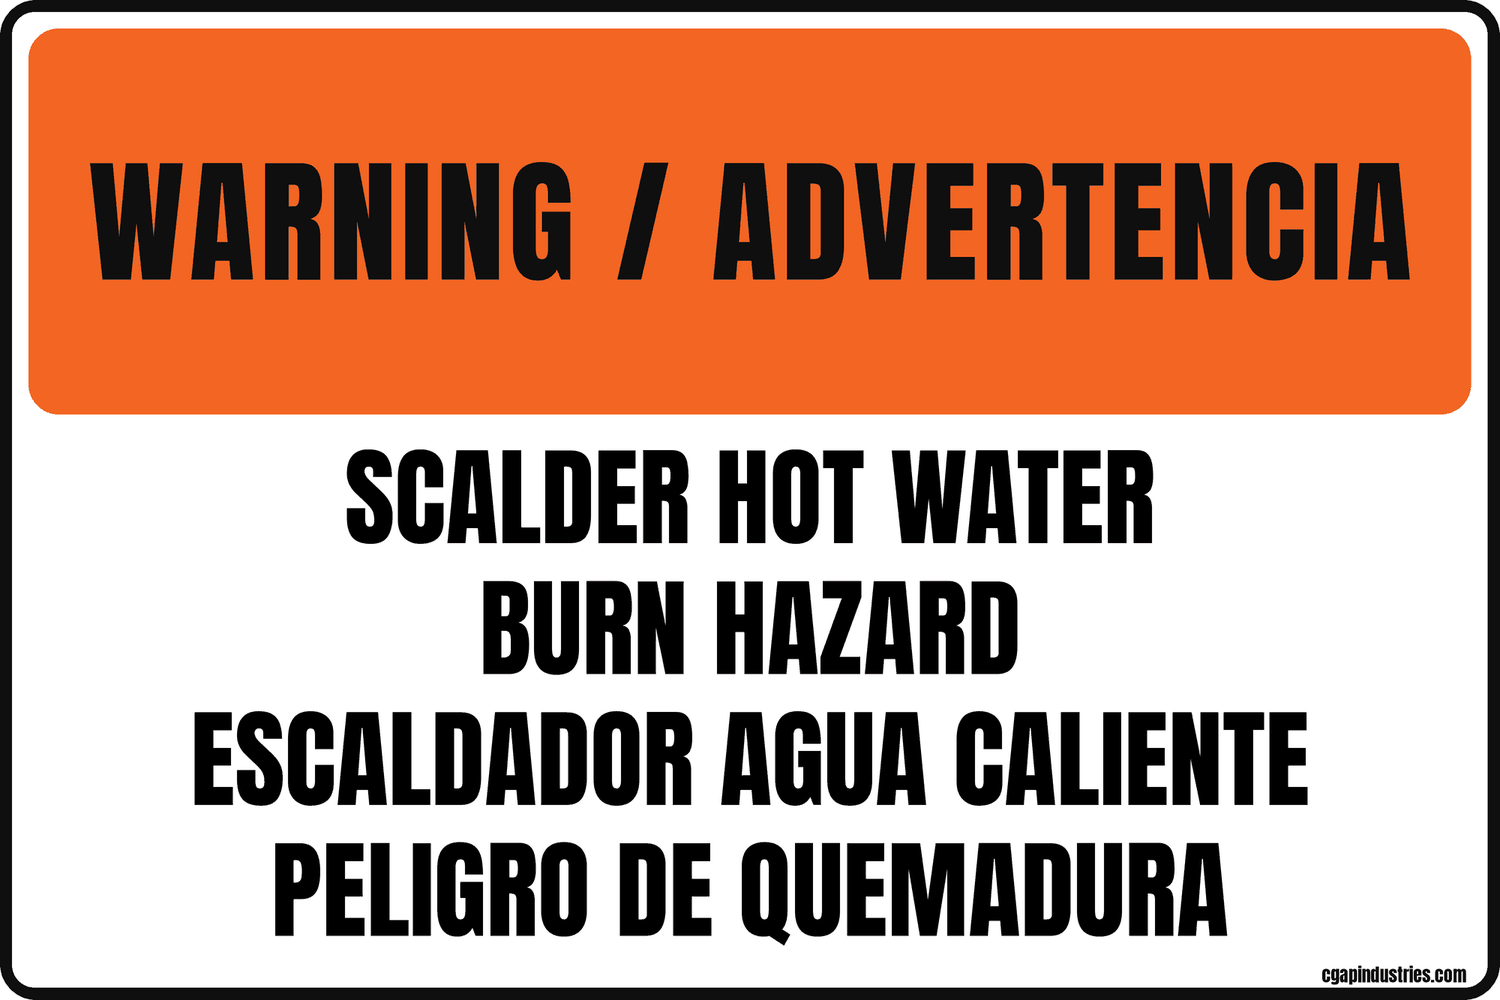 WARNING / ADVERTENCIA
SCALDER HOT WATER
BURN HAZARD
ESCALDADOR AGUA CALIENTE
PELIGRO DE QUEMADURA
cgapindustries.com